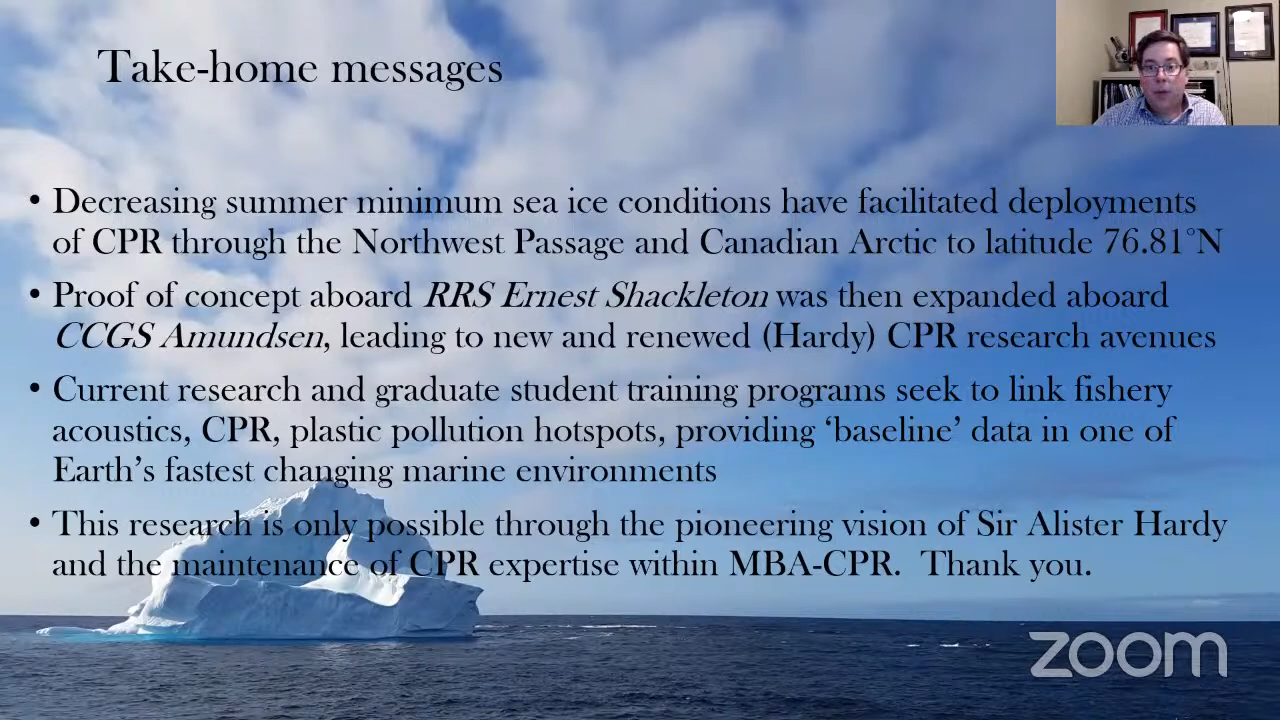 Take-home messages
• Decreasing summer minimum sea ice conditions have facilitated deployments
of CPR through the Northwest Passage and Canadian Arctic to latitude 76.81°N
• Proof of concept aboard RRS Ernest Shackleton was then expanded aboard
CCGS Amundsen, leading to new and renewed (Hardy) CPR research avenues
• Current research and graduate student training programs seek to link fishery
acoustics, CPR, plastic pollution hotspots, providing ‘baseline’ data in one of
Earth’s fastest changing marine environments
• This research is only possible through the pioneering vision of Sir Alister Hardy
and the maintenance of CPR expertise within MBA-CPR.  Thank you.
zoom